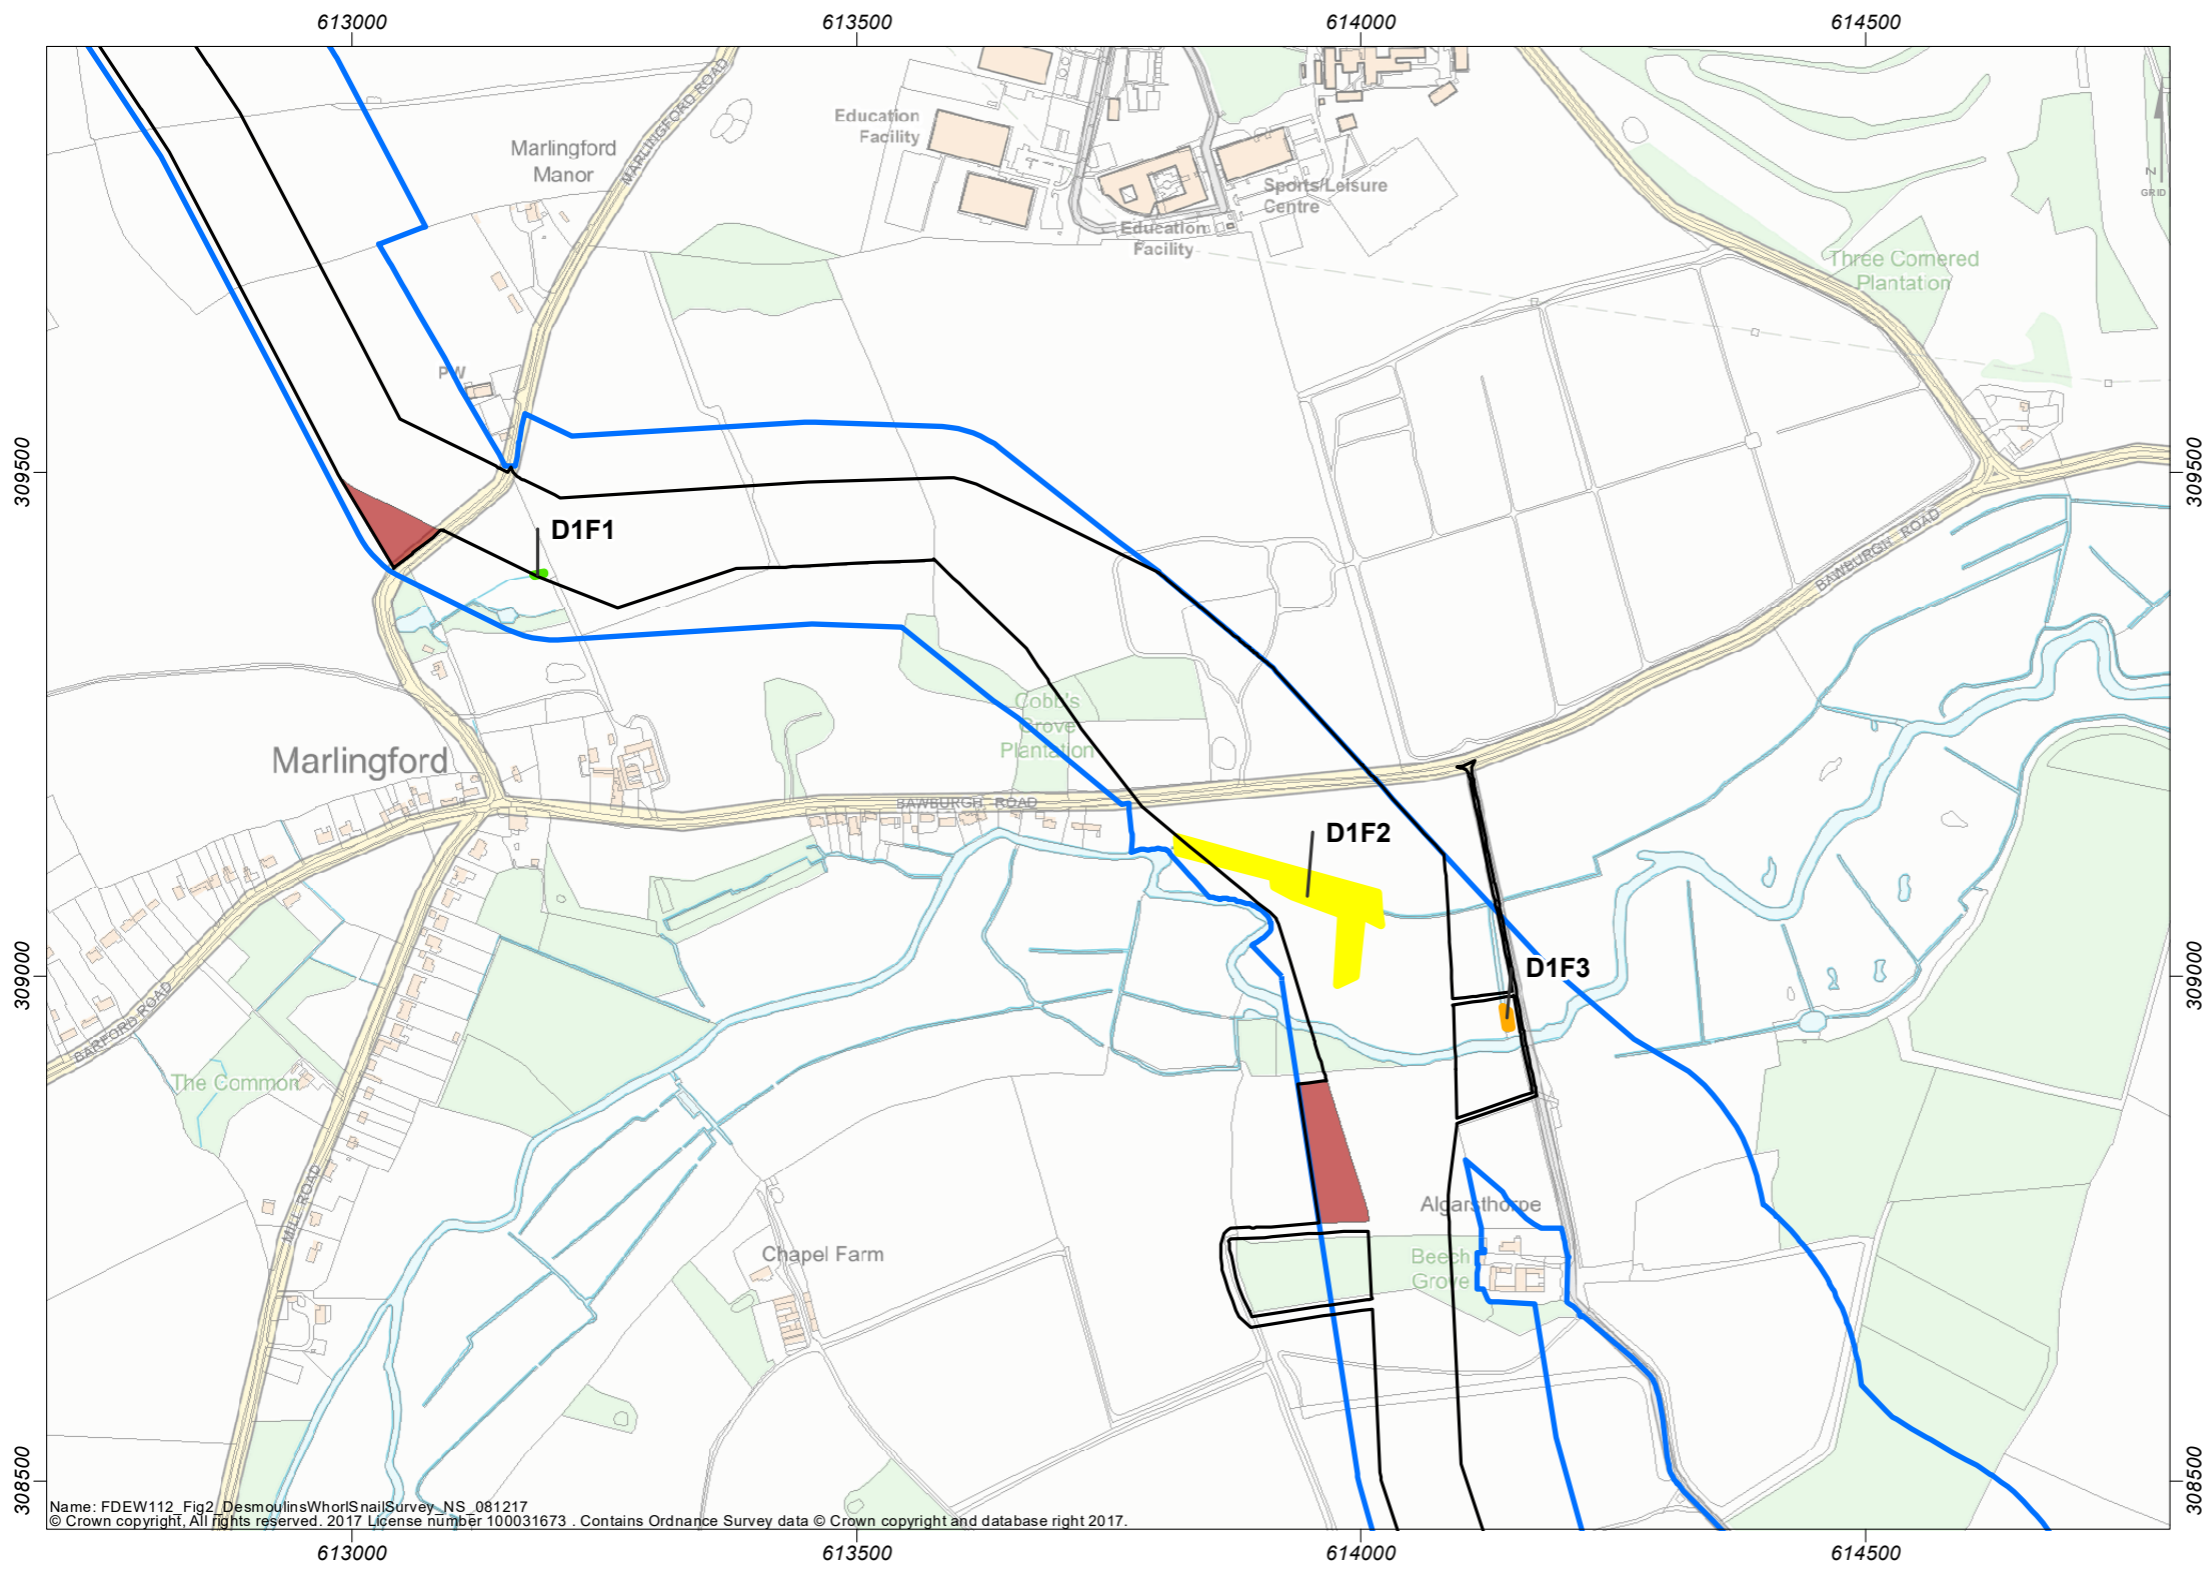 613000
613500
614000
614500
MARLINGFORD ROAD
Education
Facility
Marlingford
Manor
Sports/Leisure
Centre
Education
Facility
N
GRID
Three Cornered
Plantation
PW
309500
309500
D1F1
BAWBURGH ROAD
Cobb's
Grove
Plantation
Marlingford
BAWBURGH ROAD
D1F2
D1F3
309000
309000
BARFORD ROAD
The Common
MILL ROAD
Algarsthorpe
Chapel Farm
Beech
Grove
308500
308500
Name: FDEW112_Fig2_DesmoulinsWhorlSnailSurvey_NS_081217
© Crown copyright, All rights reserved. 2017 License number 100031673 . Contains Ordnance Survey data © Crown copyright and database right 2017.
613000
613500
614000
614500